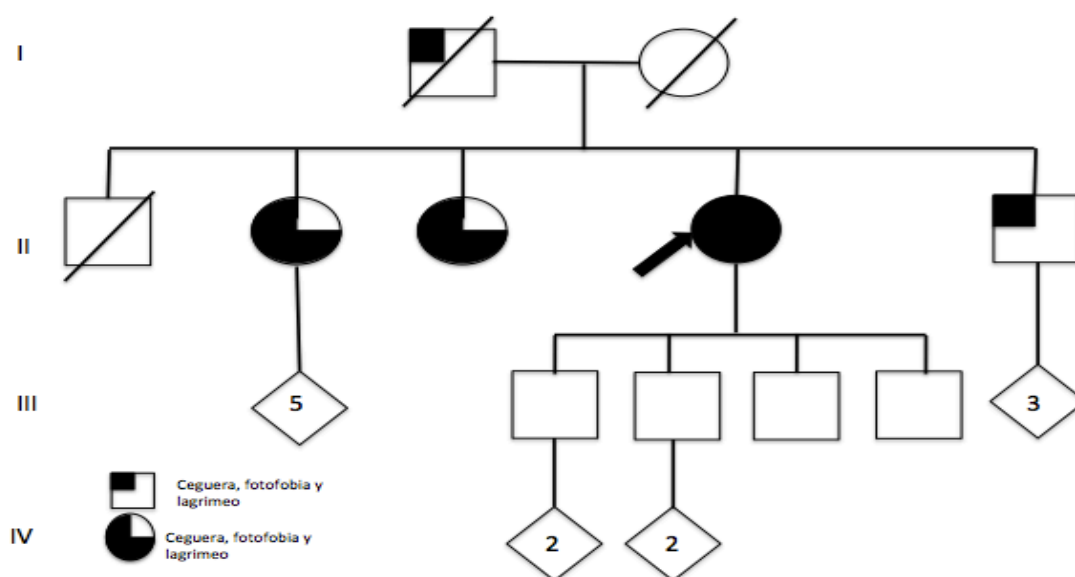 I
II
III
5
3
Ceguera, fotofobia y
lagrimeo
IV
Ceguera, fotofobia y
lagrimeo
2
2